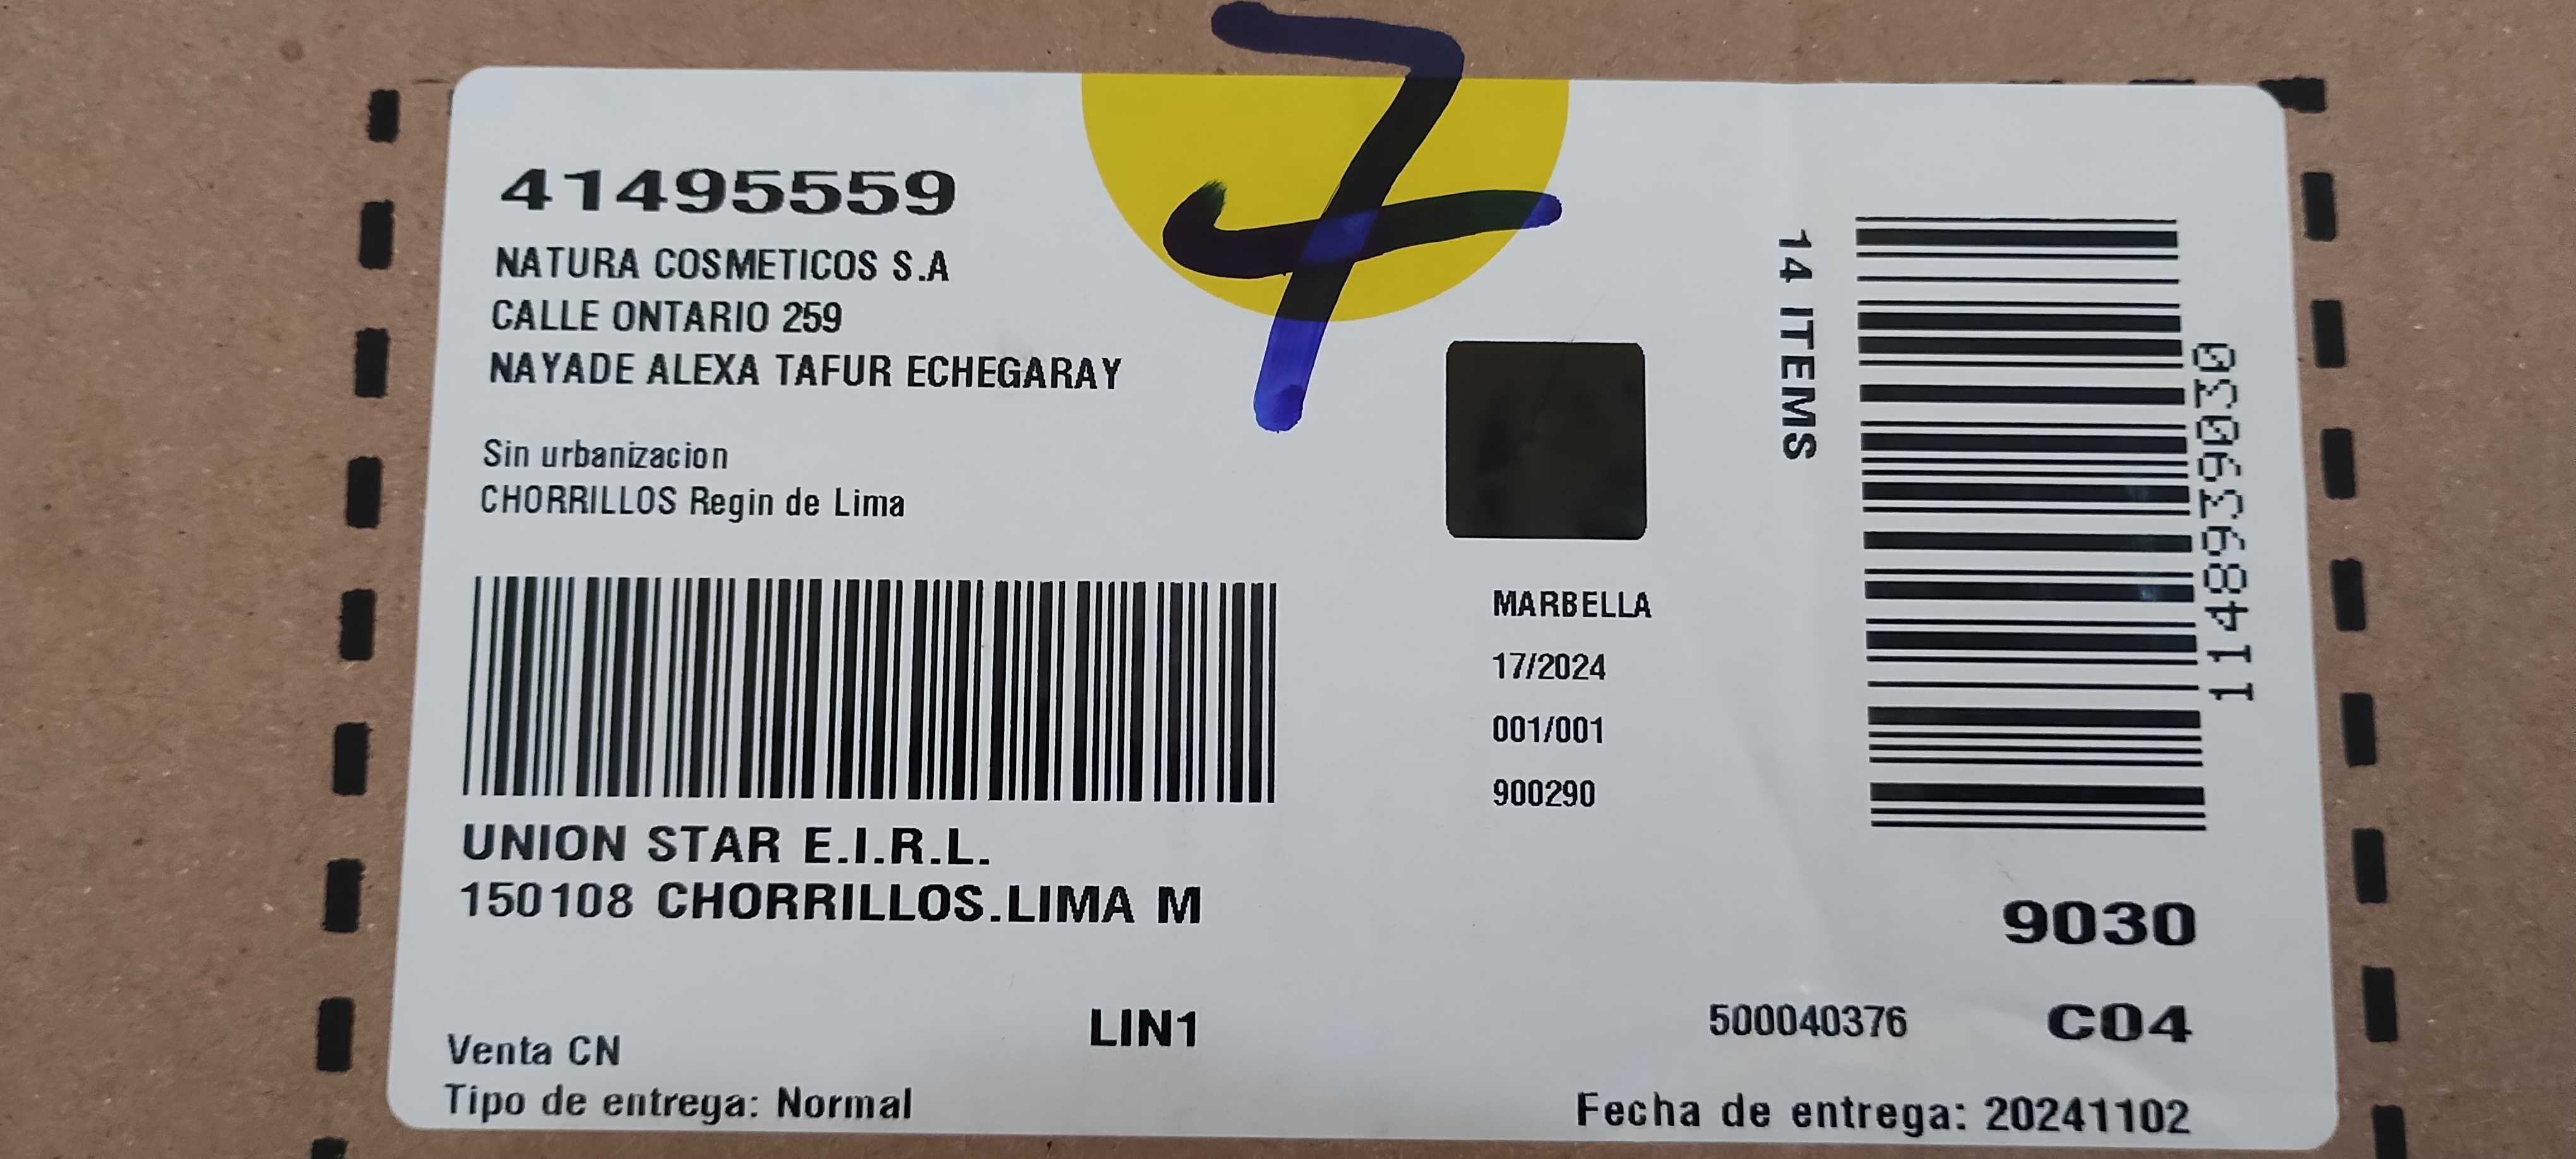 7
41495559
NATURA COSMETICOS S.A
CALLE ONTARIO 259
NAYADE ALEXA TAFUR ECHEGARAY
Sin urbanizacion
CHORRILLOS Regin de Lima
14 ITEMS
1148939639030
MARBELLA
17/2024
001/001
900290
UNION STAR E.I.R.L.
150108 CHORRILLOS.LIMA M
9030
LIN1
500040376 C04
Venta CN
Tipo de entrega: Normal
Fecha de entrega: 20241102